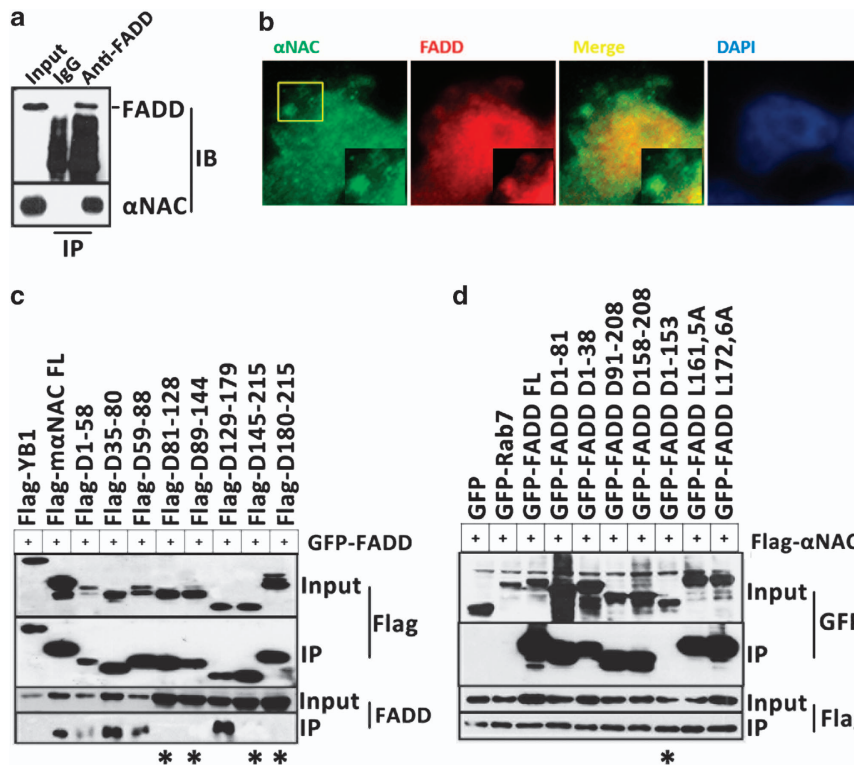 a
Input
IgG
Anti-FADD
FADD
IB
αNAC
IP
b
αNAC
FADD
Merge
DAPI
c
Flag-YB1
Flag-mαNAC FL
Flag-D1-58
Flag-D35-80
Flag-D59-88
Flag-D81-128
Flag-D89-144
Flag-D129-179
Flag-D145-215
Flag-D180-215
+ + + + + + + + + + GFP-FADD
Input
Flag
IP
Input
FADD
IP
* * * *
d
GFP
GFP-Rab7
GFP-FADD FL
GFP-FADD D1-81
GFP-FADD D1-38
GFP-FADD D91-208
GFP-FADD D158-208
GFP-FADD D1-153
GFP-FADD L161,5A
GFP-FADD L172,6A
+ + + + + + + + + + Flag-αNAC
Input
GF
IP
Input
Fla
IP
*